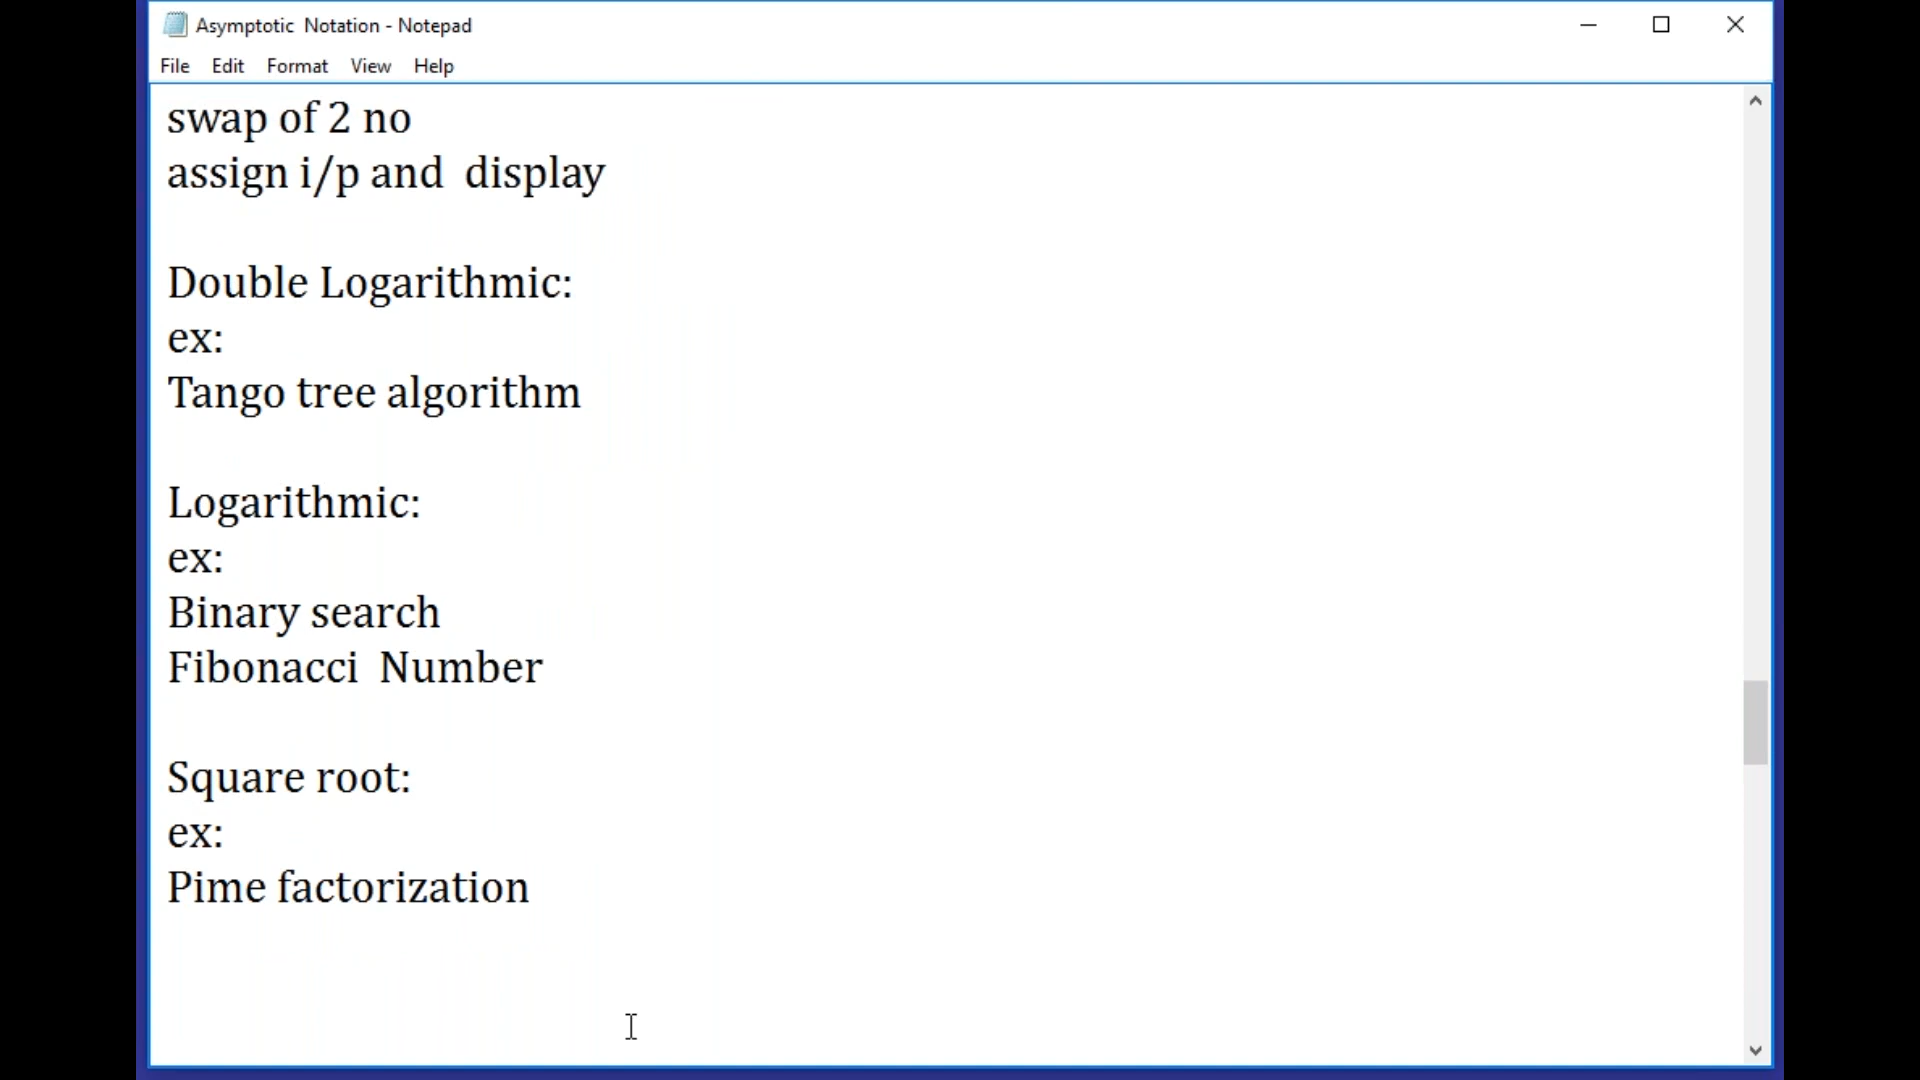 Asymptotic  Notation - Notepad
File Edit Format View Help
swap of 2 no
assign i/p and  display
Double Logarithmic:
ex:
Tango tree algorithm
Logarithmic:
ex:
Binary search
Fibonacci  Number
Square root:
ex:
Pime factorization